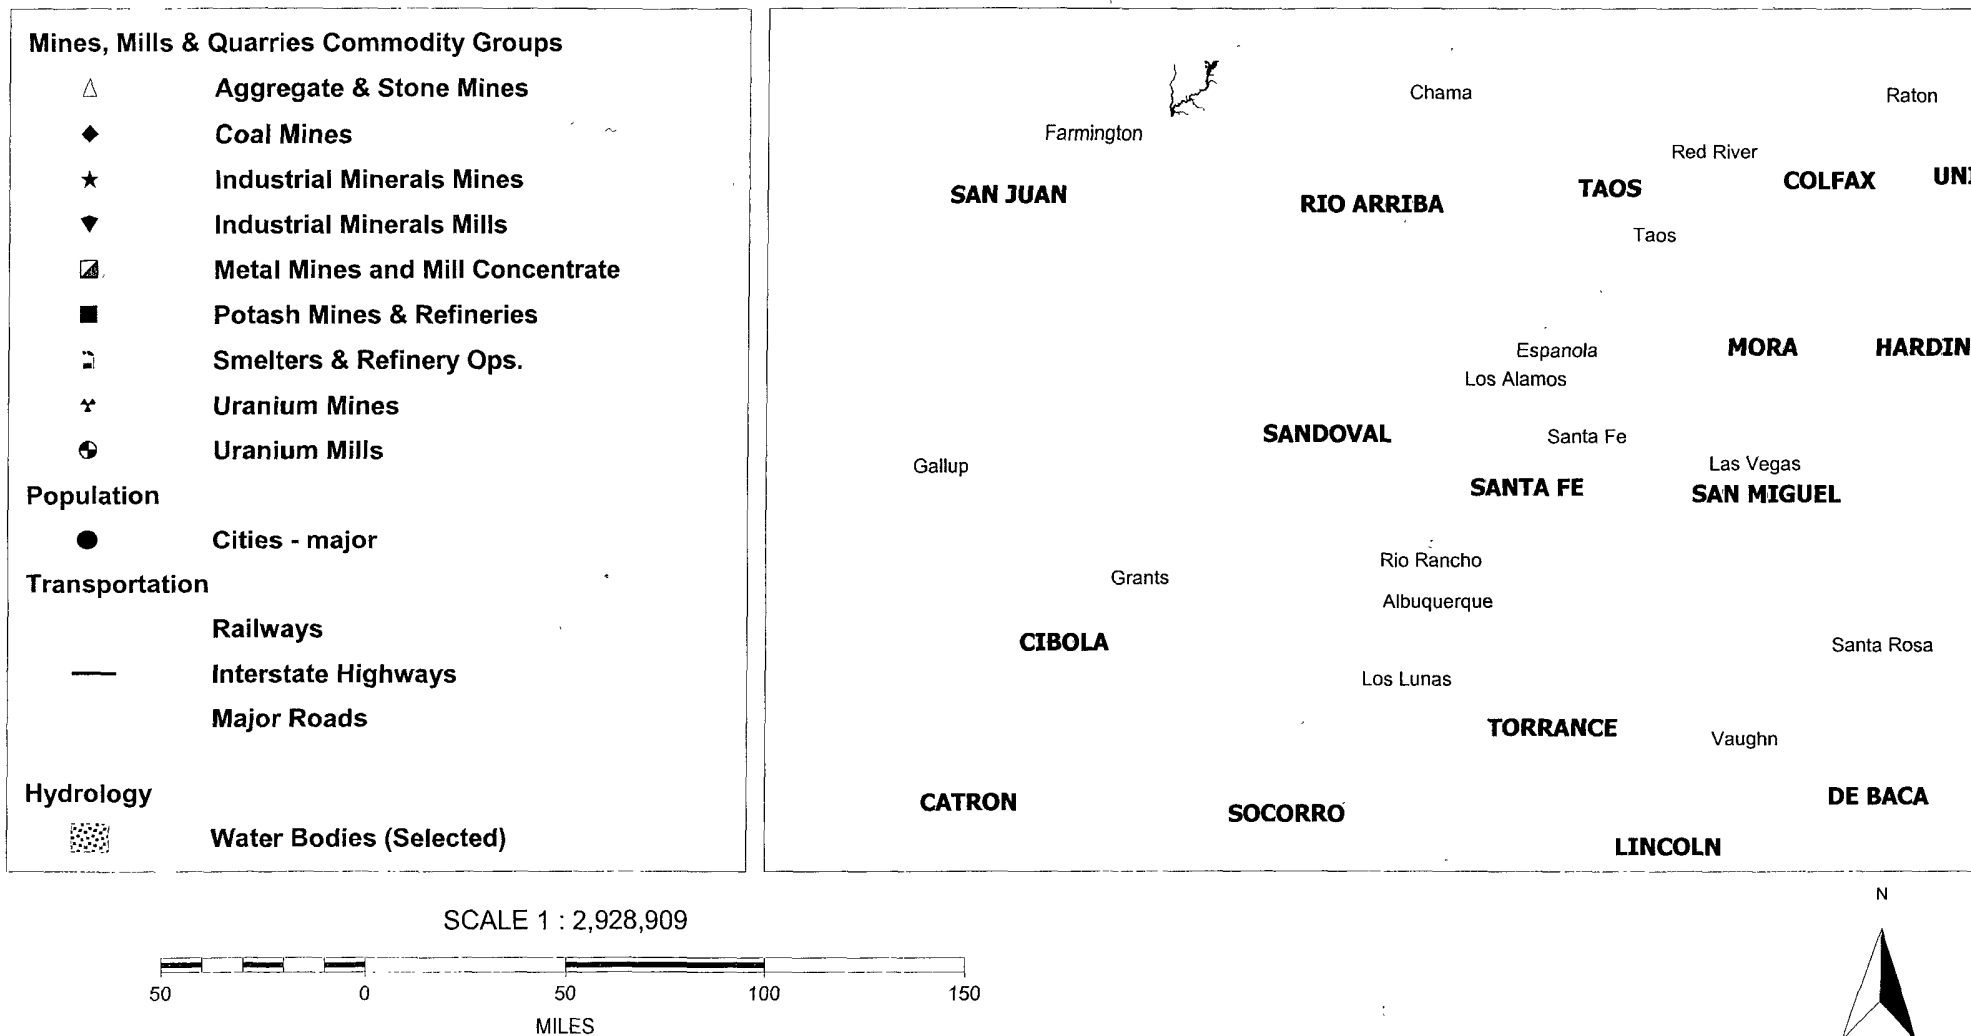 Mines, Mills & Quarries Commodity Groups
Aggregate & Stone Mines
Coal Mines
Industrial Minerals Mines
Industrial Minerals Mills
Metal Mines and Mill Concentrate
Potash Mines & Refineries
Smelters & Refinery Ops.
Uranium Mines
Uranium Mills
Population
Cities - major
Transportation
Railways
Interstate Highways
Major Roads
Hydrology
Water Bodies (Selected)
Chama
Raton
Farmington
Red River
SAN JUAN
RIO ARRIBA
TAOS
COLFAX
UNI
Taos
Espanola
MORA
HARDIN
Los Alamos
SANDOVAL
Santa Fe
Gallup
Las Vegas
SANTA FE
SAN MIGUEL
Rio Rancho
Grants
Albuquerque
CIBOLA
Santa Rosa
Los Lunas
TORRANCE
Vaughn
CATRON
SOCORRO
DE BACA
LINCOLN
SCALE 1 : 2,928,909
50 0 50 100 150
MILES
N